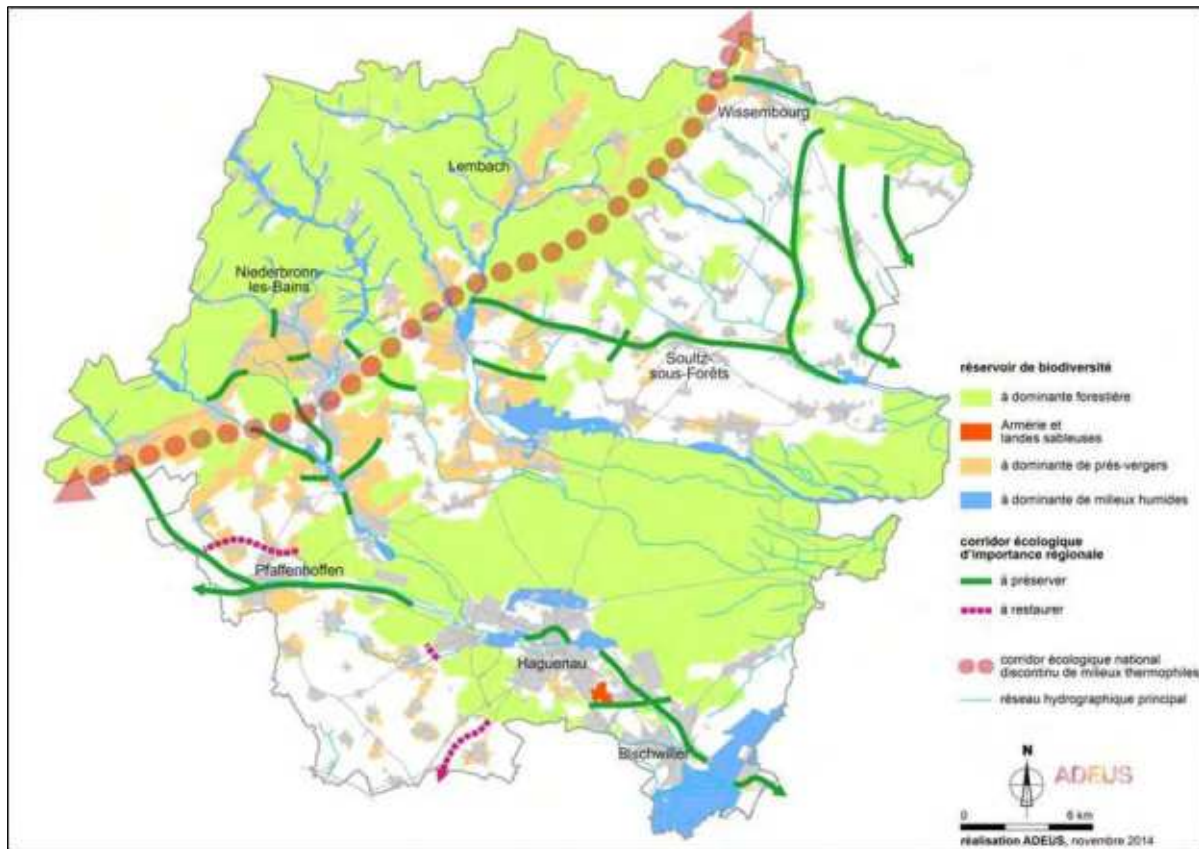 Wissembourg
Lembach
Niederbronn-
les-Bains
Soultz-
sous-Forêts
Pfaffenhoffen
Haguenau
Bischwiller
réservoir de biodiversité
à dominante forestière
Armérie et
landes sableuses
à dominante de prés-vergers
à dominante de milieux humides
corridor écologique
d'importance régionale
à préserver
à restaurer
corridor écologique national
discontinu de milieux thermophiles
réseau hydrographique principal
N
ADEUS
0 6 km
réalisation ADEUS, novembre 2014